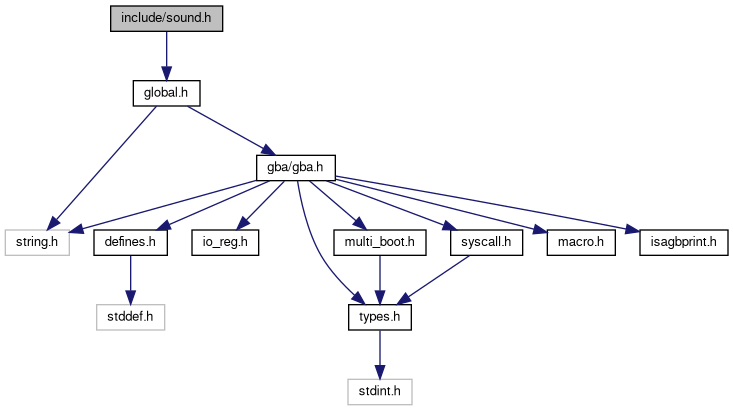 include/sound.h
global.h
gba/gba.h
string.h
defines.h
io_reg.h
multi_boot.h
syscall.h
macro.h
isagbprint.h
stddef.h
types.h
stdint.h